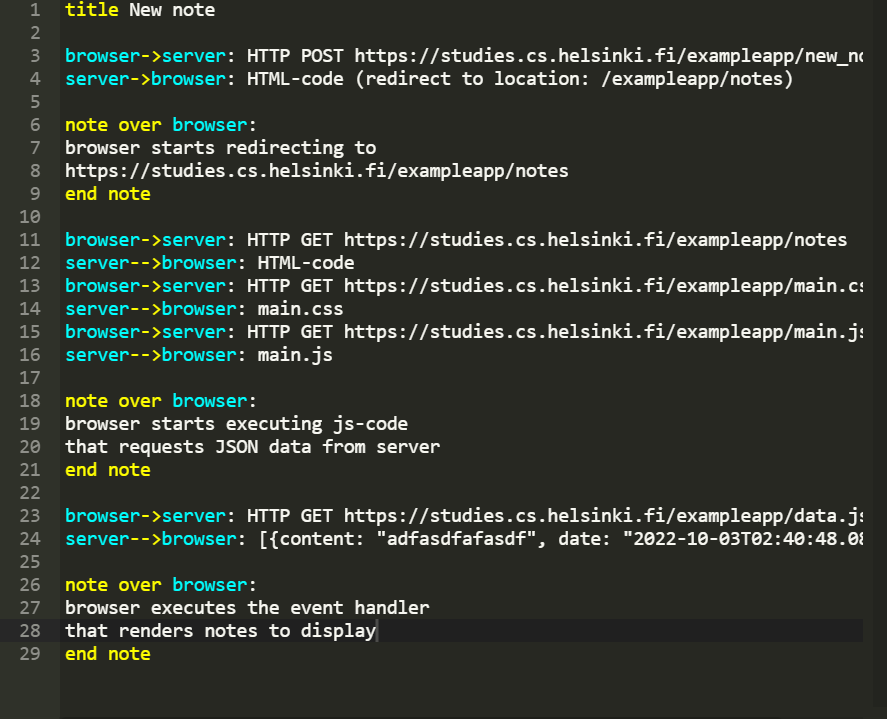 1 title New note
2
3 browser->server: HTTP POST https://studies.cs.helsinki.fi/exampleapp/new_no
4 server->browser: HTML-code (redirect to location: /exampleapp/notes)
5
6 note over browser:
7 browser starts redirecting to
8 https://studies.cs.helsinki.fi/exampleapp/notes
9 end note
10
11 browser->server: HTTP GET https://studies.cs.helsinki.fi/exampleapp/notes
12 server-->browser: HTML-code
13 browser->server: HTTP GET https://studies.cs.helsinki.fi/exampleapp/main.cs
14 server-->browser: main.css
15 browser->server: HTTP GET https://studies.cs.helsinki.fi/exampleapp/main.js
16 server-->browser: main.js
17
18 note over browser:
19 browser starts executing js-code
20 that requests JSON data from server
21 end note
22
23 browser->server: HTTP GET https://studies.cs.helsinki.fi/exampleapp/data.js
24 server-->browser: [{content: "adfasdfafasdf", date: "2022-10-03T02:40:48.08
25
26 note over browser:
27 browser executes the event handler
28 that renders notes to display
29 end note